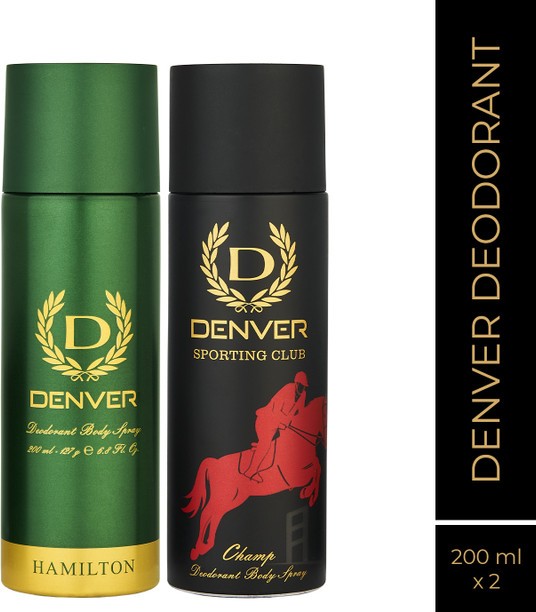 D
DENVER
Deodorant Body Spray
200 ml - 127 g e 6.8 Fl. Oz.
HAMILTON
D
DENVER
SPORTING CLUB
Champ
Deodorant Body Spray
DENVER DEODORANT
200 ml
x 2